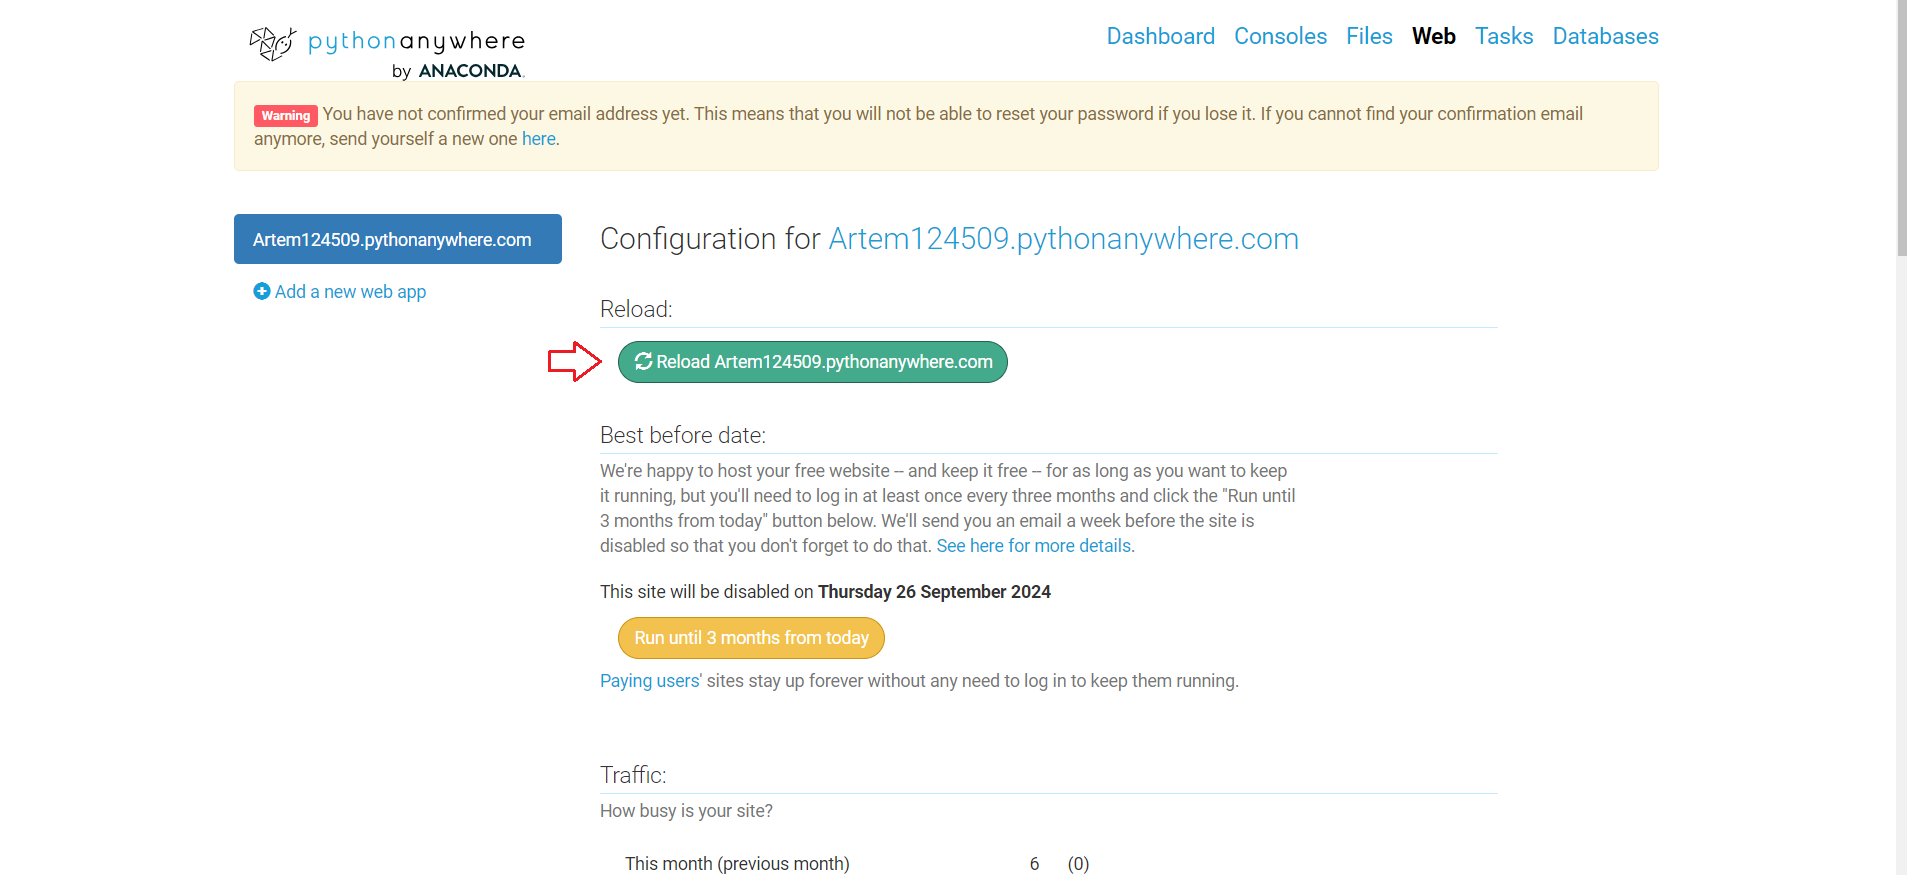 pythonanywhere
by ANACONDA.
Dashboard Consoles Files Web Tasks Databases
Warning You have not confirmed your email address yet. This means that you will not be able to reset your password if you lose it. If you cannot find your confirmation email
anymore, send yourself a new one here.
Artem124509.pythonanywhere.com
Add a new web app
Configuration for Artem124509.pythonanywhere.com
Reload:
Reload Artem124509.pythonanywhere.com
Best before date:
We're happy to host your free website -- and keep it free -- for as long as you want to keep
it running, but you'll need to log in at least once every three months and click the "Run until
3 months from today" button below. We'll send you an email a week before the site is
disabled so that you don't forget to do that. See here for more details.
This site will be disabled on Thursday 26 September 2024
Run until 3 months from today
Paying users' sites stay up forever without any need to log in to keep them running.
Traffic:
How busy is your site?
This month (previous month) 6 (0)